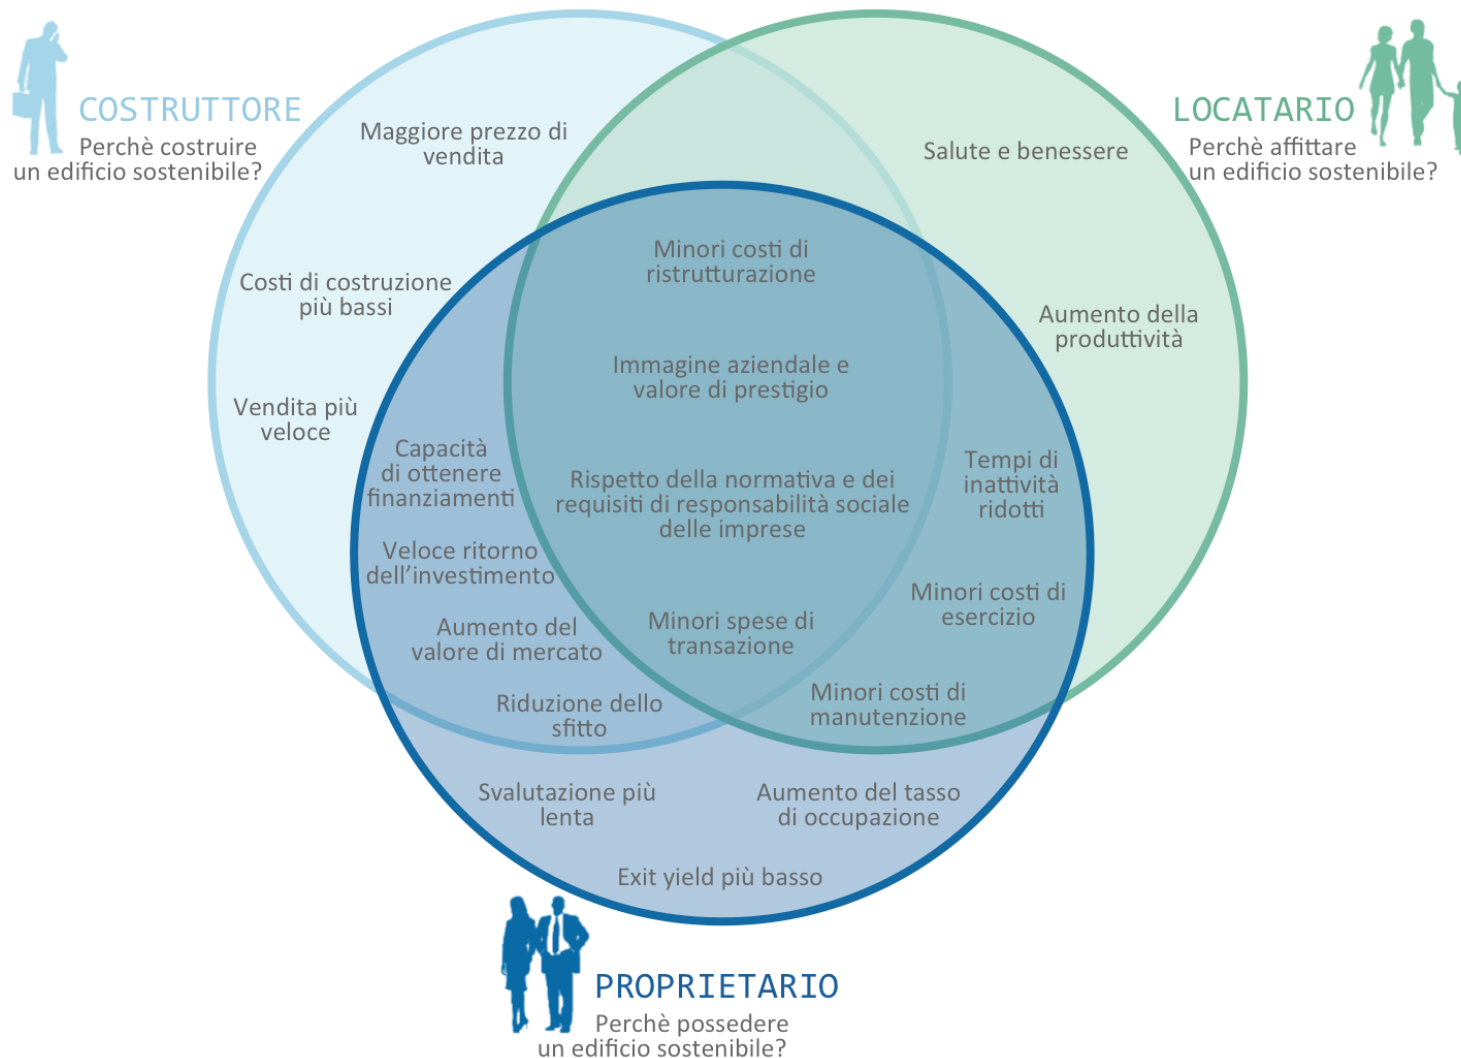 COSTRUTTORE
Perchè costruire
un edificio sostenibile?
LOCATARIO
Perchè affittare
un edificio sostenibile?
Maggiore prezzo di
vendita
Salute e benessere
Minori costi di
ristrutturazione
Costi di costruzione
più bassi
Aumento della
produttività
Immagine aziendale e
valore di prestigio
Vendita più
veloce
Capacità
di ottenere
finanziamenti
Rispetto della normativa e dei
requisiti di responsabilità sociale
delle imprese
Tempi di
inattività
ridotti
Veloce ritorno
dell’investimento
Minori costi di
esercizio
Aumento del
valore di mercato
Minori spese di
transazione
Riduzione dello
sfitto
Minori costi di
manutenzione
Svalutazione più
lenta
Aumento del tasso
di occupazione
Exit yield più basso
PROPRIETARIO
Perchè possedere
un edificio sostenibile?